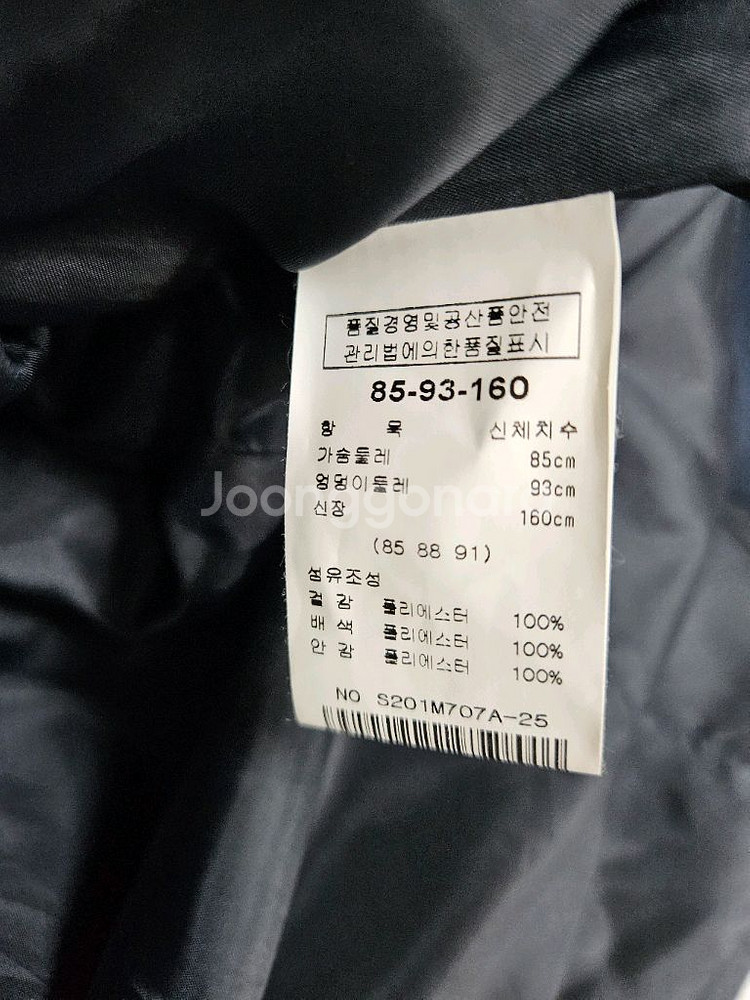 품질경영및공산품안전
관리법에의한품질표시
85-93-160
항 목 신체치수
가슴둘레 85cm
엉덩이둘레 93cm
신장 160cm
(85 88 91)
섬유조성
겉 감 폴리에스터 100%
배 색 폴리에스터 100%
안 감 폴리에스터 100%
NO S201M707A-25
Joonggona